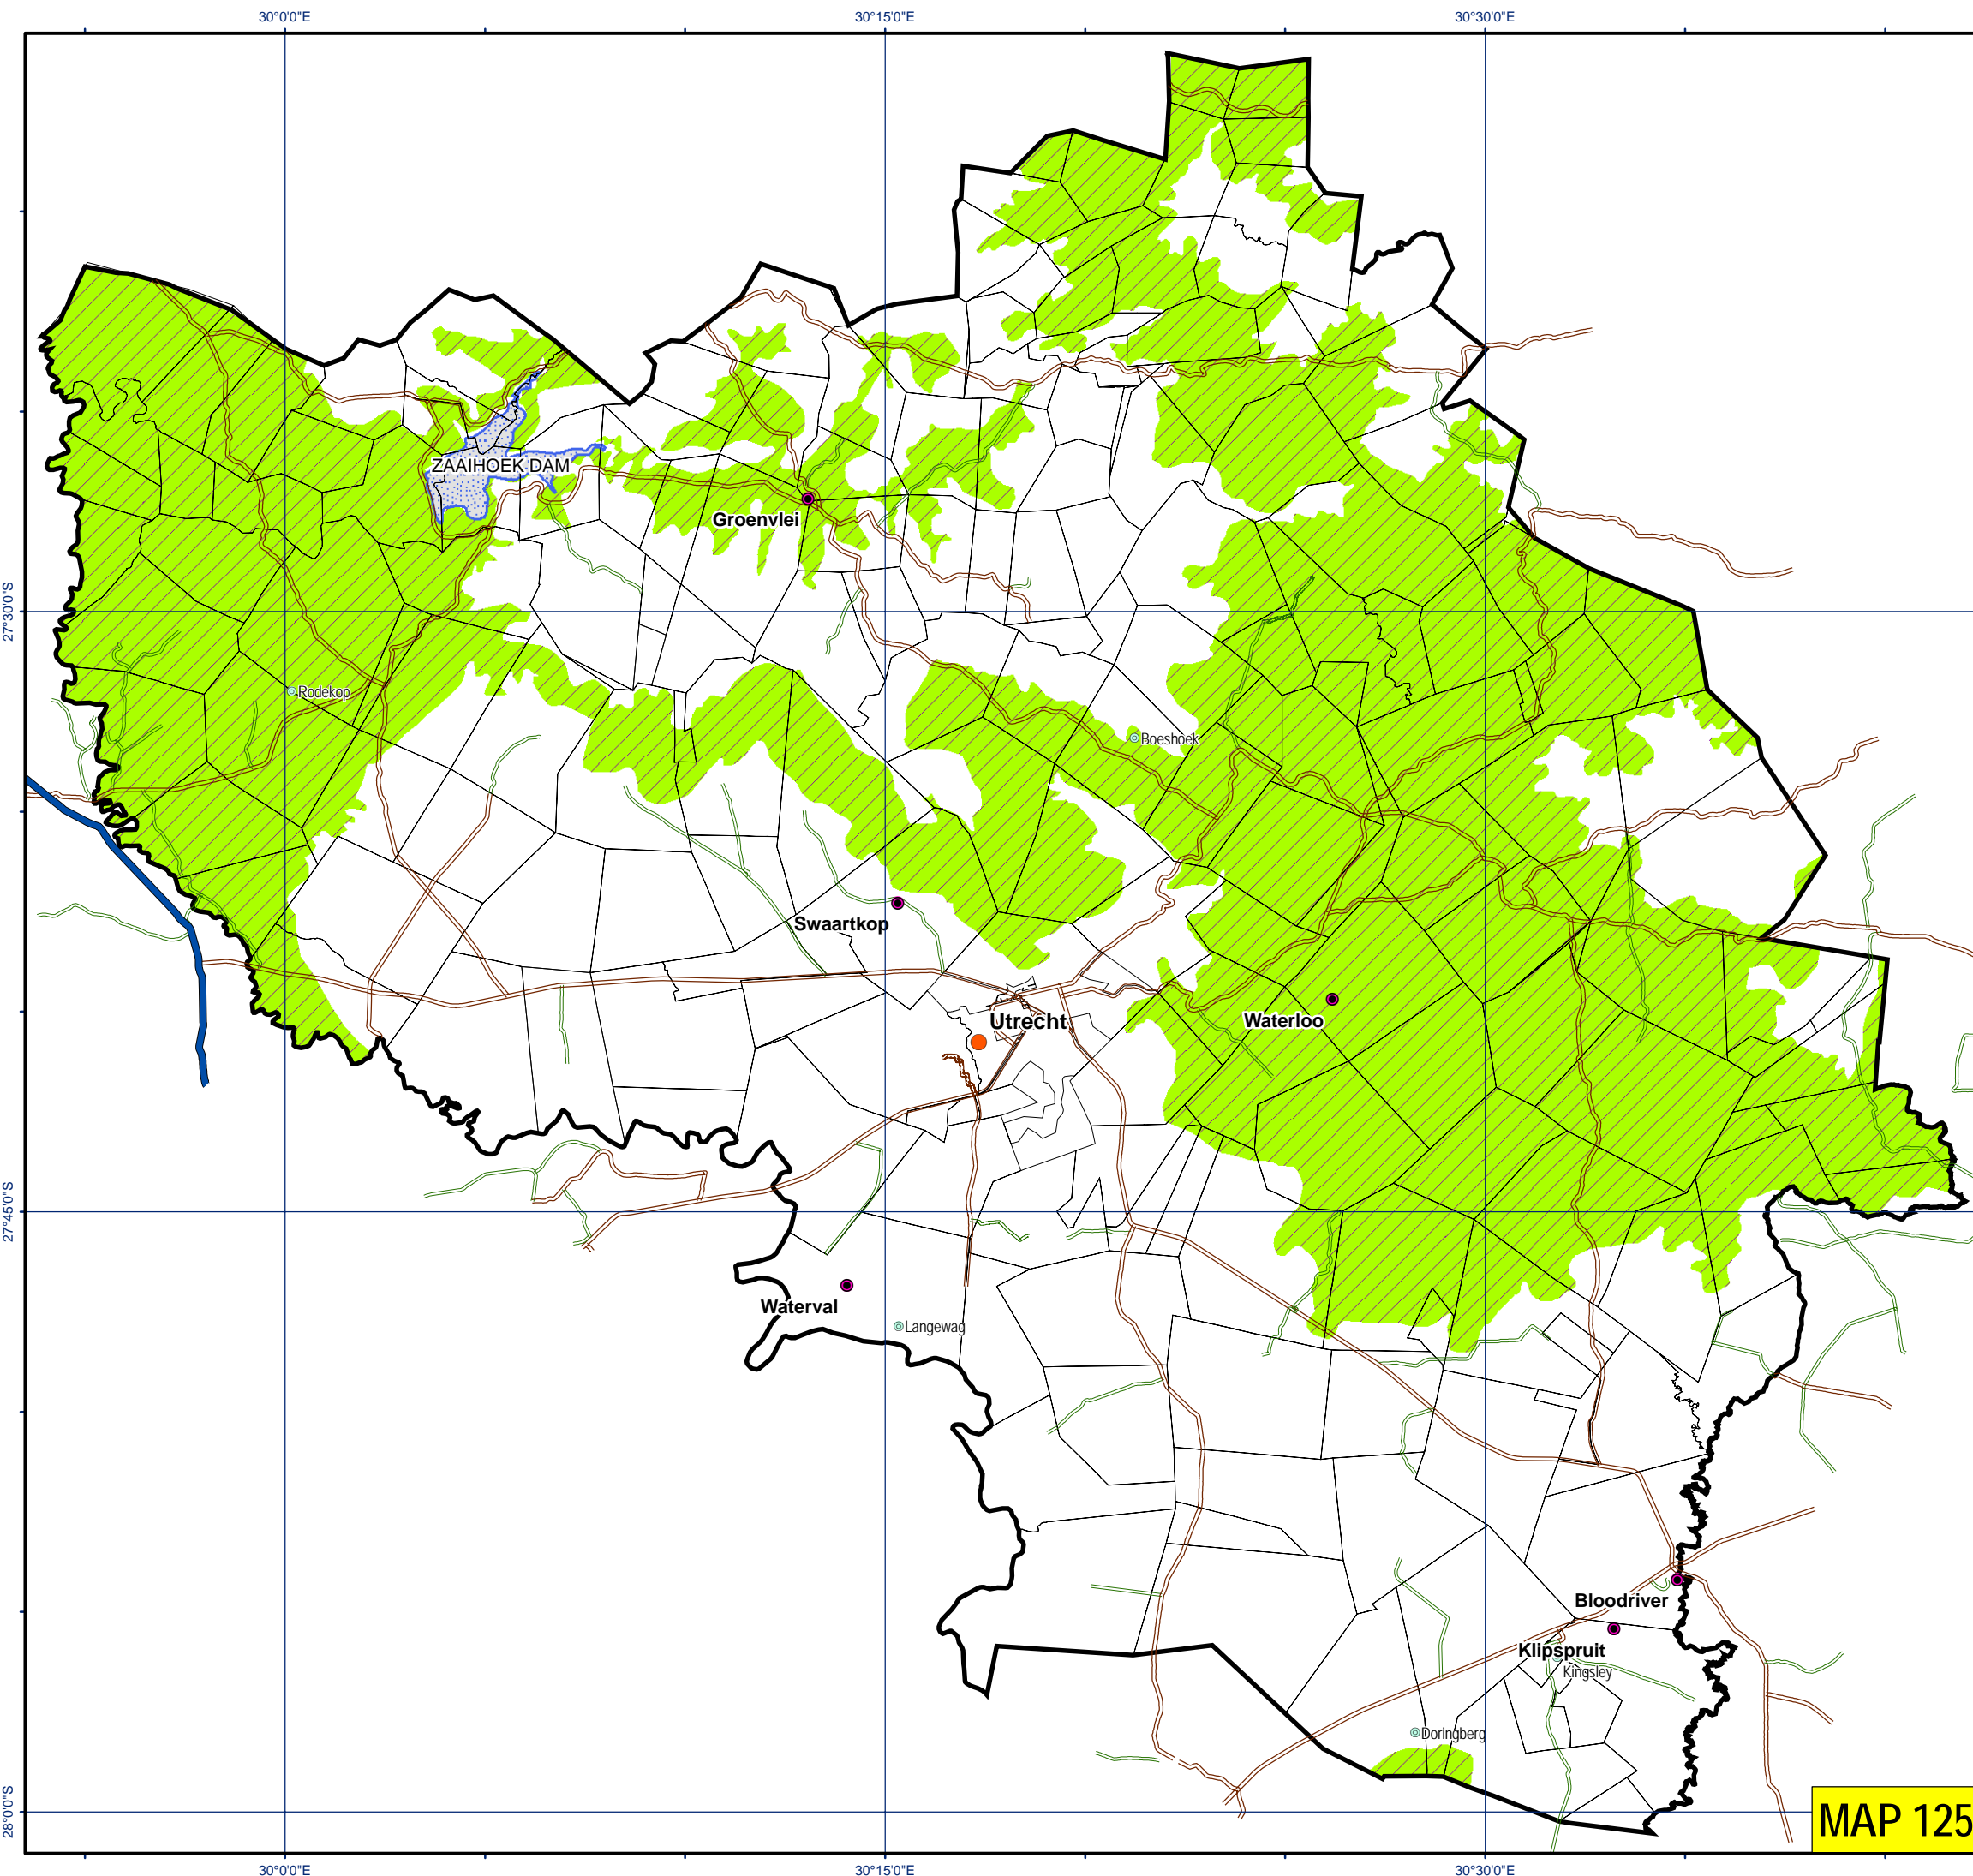 30°0'0"E
30°15'0"E
30°30'0"E
ZAAIHOEK DAM
Groenvlei
27°30'0"S
Rodekop
Boeshoek
Swaartkop
Utrecht
Waterloo
27°45'0"S
Waterval
Langewag
Bloodriver
Klipspruit
Kingsley
Doringberg
28°0'0"S
MAP 125
30°0'0"E
30°15'0"E
30°30'0"E